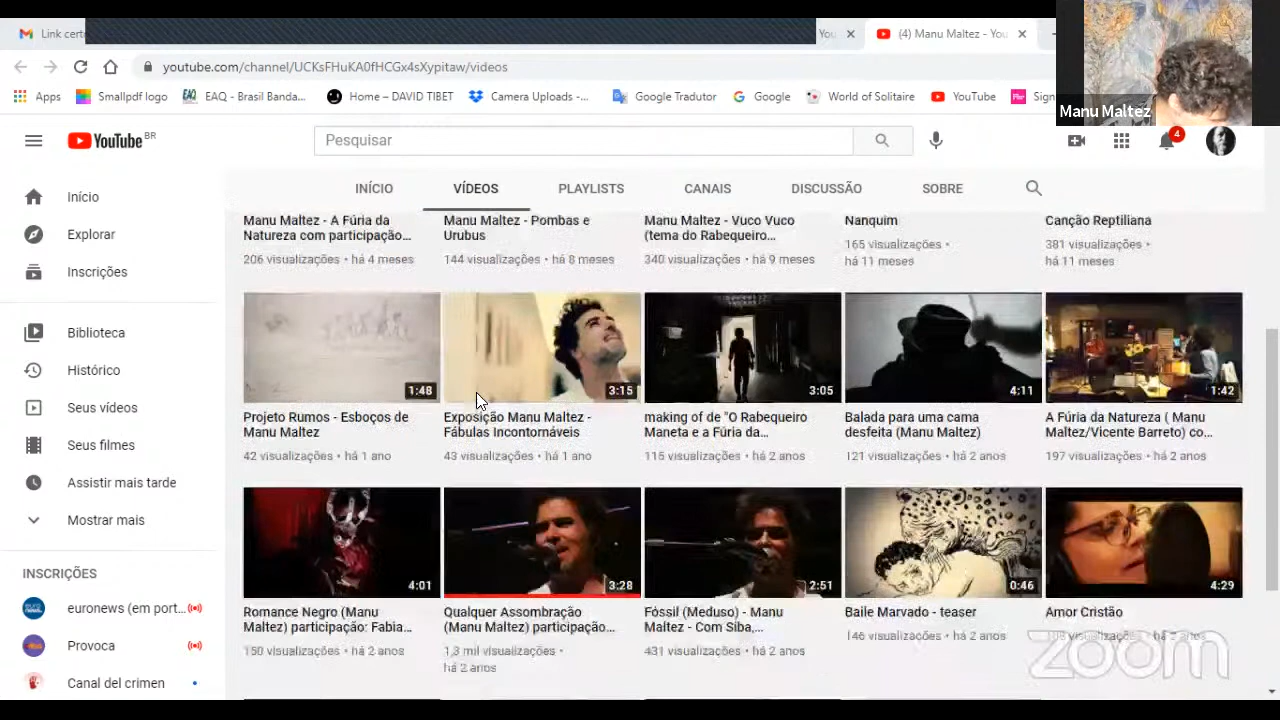 Link cert
You
(4) Manu Maltez - You
youtube.com/channel/UCKsFHuKA0fHCGx4sXypitaw/videos
Manu Maltez
Apps
Smallpdf logo
EAQ - Brasil Banda...
Home – DAVID TIBET
Camera Uploads -...
Google Tradutor
Google
World of Solitaire
YouTube
Sign
YouTube BR
Pesquisar
4
INÍCIO
VÍDEOS
PLAYLISTS
CANAIS
DISCUSSÃO
SOBRE
Início
Explorar
Inscrições
Biblioteca
Histórico
Seus vídeos
Seus filmes
Assistir mais tarde
Mostrar mais
INSCRIÇÕES
euronews (em port...
Provoca
Canal del crimen
Manu Maltez - A Fúria da
Natureza com participação...
206 visualizações • há 4 meses
Manu Maltez - Pombas e
Urubus
144 visualizações • há 8 meses
Manu Maltez - Vuco Vuco
(tema do Rabequeiro...
340 visualizações • há 9 meses
Nanquim
165 visualizações •
há 11 meses
Canção Reptiliana
381 visualizações •
há 11 meses
1:48
Projeto Rumos - Esboços de
Manu Maltez
42 visualizações • há 1 ano
3:15
Exposição Manu Maltez -
Fábulas Incontornáveis
43 visualizações • há 1 ano
3:05
making of de "O Rabequeiro
Maneta e a Fúria da...
115 visualizações • há 2 anos
4:11
Balada para uma cama
desfeita (Manu Maltez)
121 visualizações • há 2 anos
1:42
A Fúria da Natureza ( Manu
Maltez/Vicente Barreto) co...
197 visualizações • há 2 anos
4:01
Romance Negro (Manu
Maltez) participação: Fabia...
150 visualizações • há 2 anos
3:28
Qualquer Assombração
(Manu Maltez) participação...
1,3 mil visualizações •
há 2 anos
2:51
Fóssil (Meduso) - Manu
Maltez - Com Siba,...
431 visualizações • há 2 anos
0:46
Baile Marvado - teaser
146 visualizações • há 2 anos
4:29
Amor Cristão
visualizações • há 2 anos
zoom